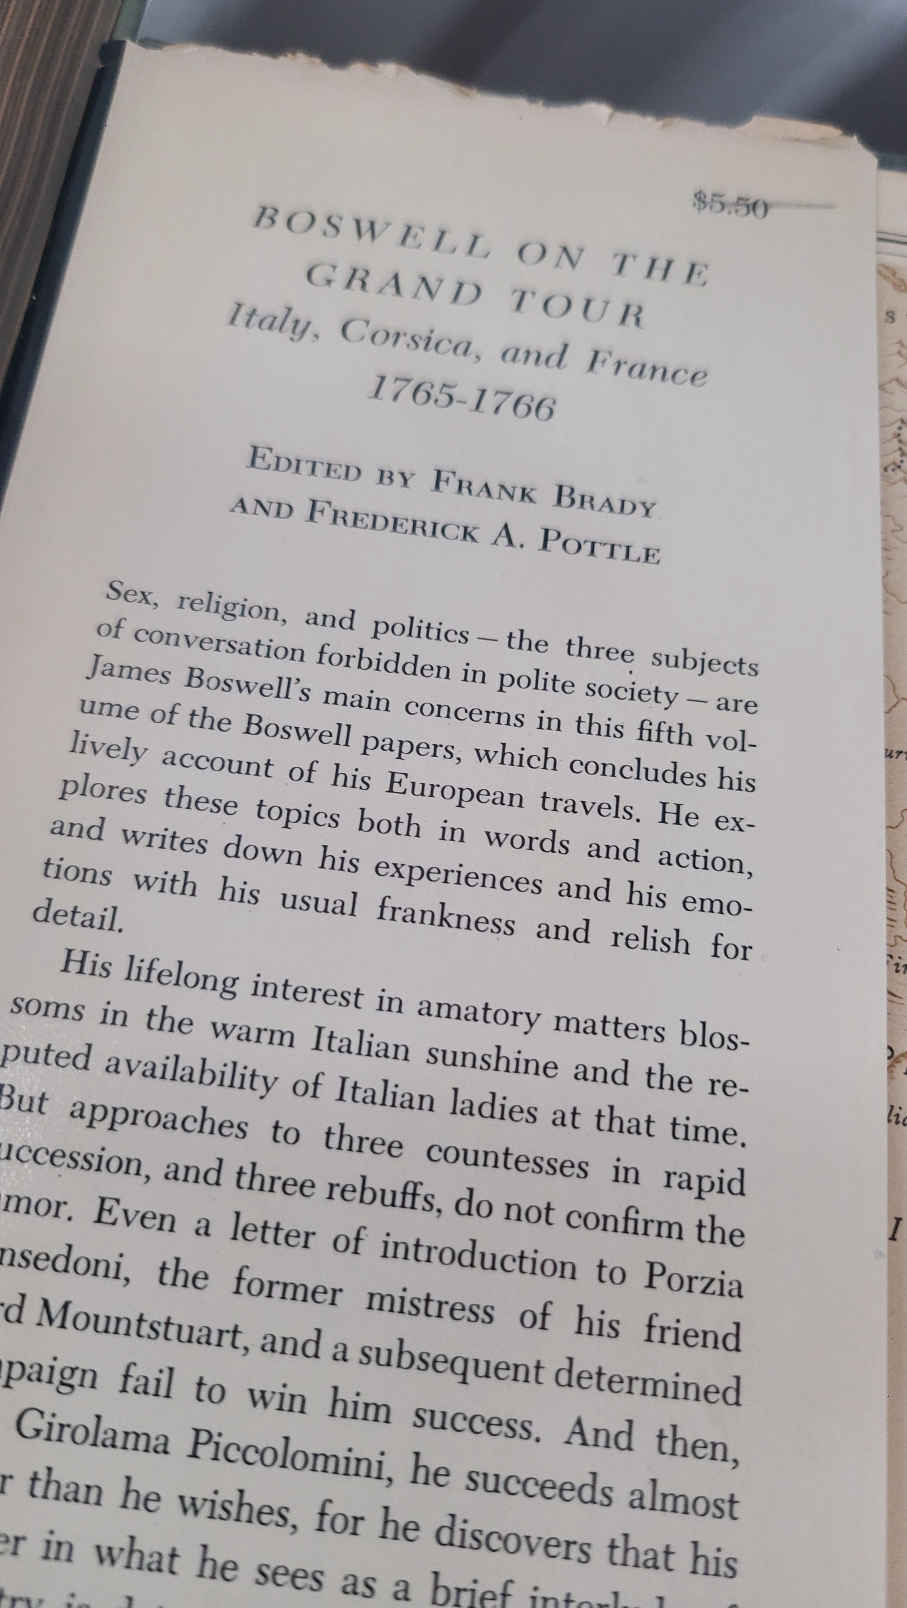 $5.50
BOSWELL ON THE
GRAND TOUR
Italy, Corsica, and France
1765-1766
EDITED BY FRANK BRADY
AND FREDERICK A. POTTLE
Sex, religion, and politics — the three subjects
of conversation forbidden in polite society — are
James Boswell's main concerns in this fifth vol-
ume of the Boswell papers, which concludes his
lively account of his European travels. He ex-
plores these topics both in words and action,
and writes down his experiences and his emo-
tions with his usual frankness and relish for
detail.
His lifelong interest in amatory matters blos-
soms in the warm Italian sunshine and the re-
puted availability of Italian ladies at that time.
But approaches to three countesses in rapid
uccession, and three rebuffs, do not confirm the
mor. Even a letter of introduction to Porzia
nsedoni, the former mistress of his friend
rd Mountstuart, and a subsequent determined
paign fail to win him success. And then,
Girolama Piccolomini, he succeeds almost
r than he wishes, for he discovers that his
er in what he sees as a brief